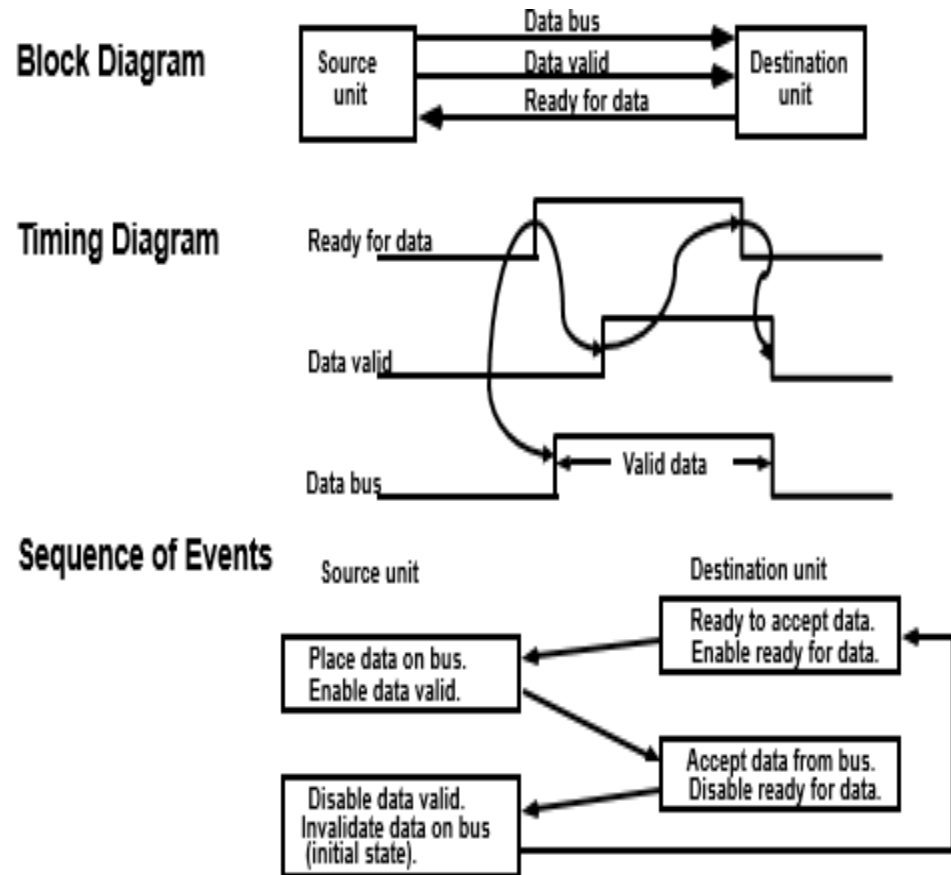 Block Diagram
Source
unit
Data bus
Data valid
Ready for data
Destination
unit
Timing Diagram
Ready for data
Data valid
Data bus
Valid data
Sequence of Events
Source unit
Destination unit
Ready to accept data.
Enable ready for data.
Place data on bus.
Enable data valid.
Accept data from bus.
Disable ready for data.
Disable data valid.
Invalidate data on bus
(initial state).